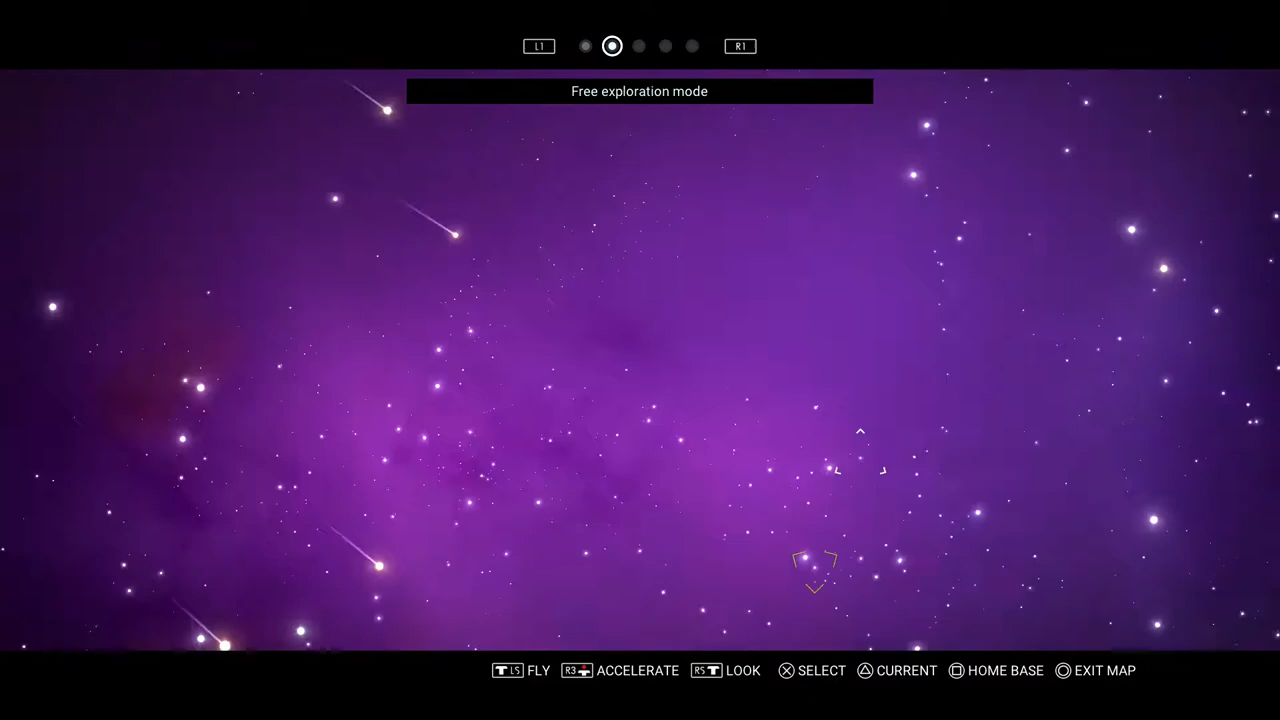 L1 R1
Free exploration mode
LS FLY R3 ACCELERATE RS LOOK SELECT CURRENT HOME BASE EXIT MAP